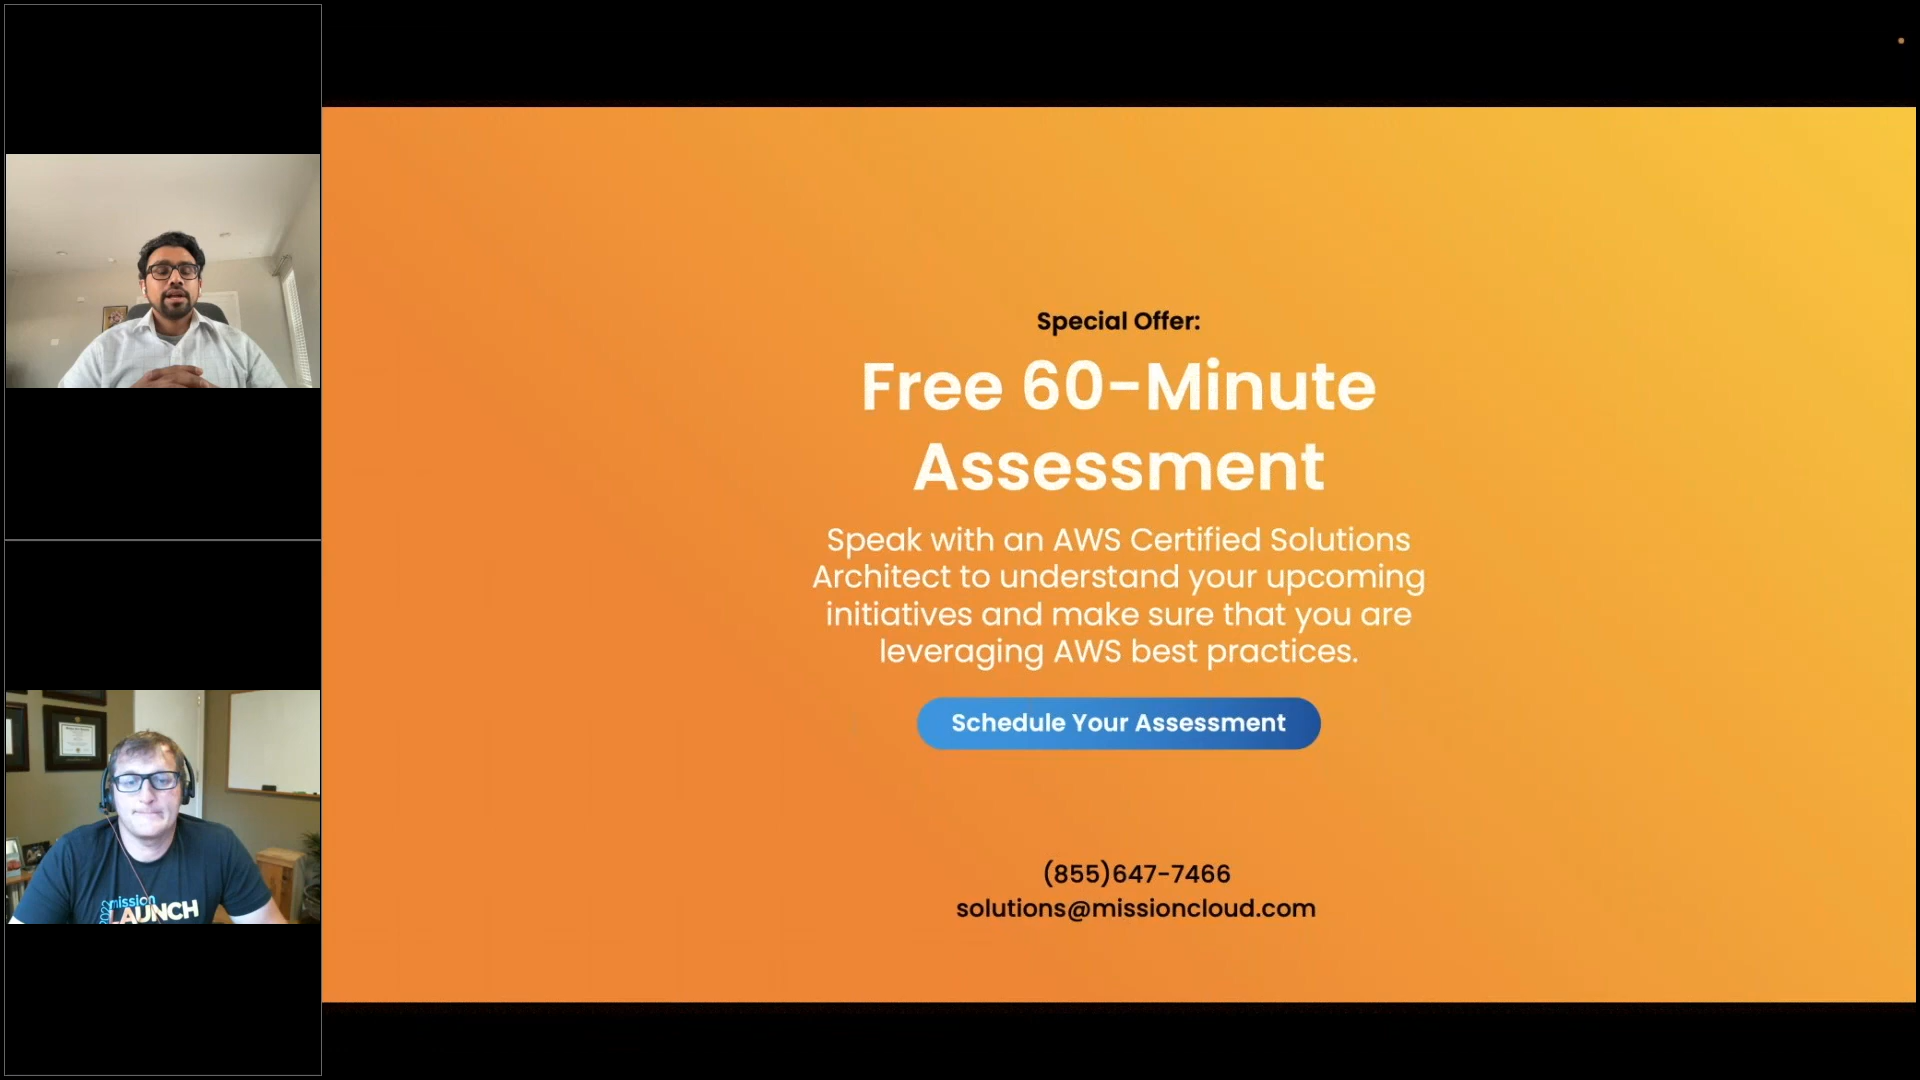 Special Offer:
Free 60-Minute
Assessment
Speak with an AWS Certified Solutions
Architect to understand your upcoming
initiatives and make sure that you are
leveraging AWS best practices.
Schedule Your Assessment
(855)647-7466
solutions@missioncloud.com
mission
2022
LAUNCH